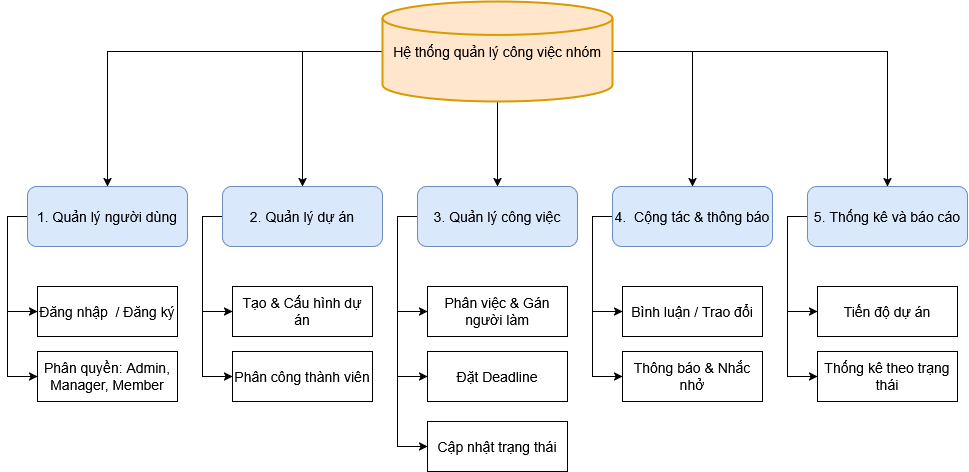 Hệ thống quản lý công việc nhóm
1. Quản lý người dùng
2. Quản lý dự án
3. Quản lý công việc
4. Cộng tác & thông báo
5. Thống kê và báo cáo
Đăng nhập / Đăng ký
Phân quyền: Admin,
Manager, Member
Tạo & Cấu hình dự
án
Phân công thành viên
Phân việc & Gán
người làm
Đặt Deadline
Cập nhật trạng thái
Bình luận / Trao đổi
Thông báo & Nhắc
nhở
Tiến độ dự án
Thống kê theo trạng
thái